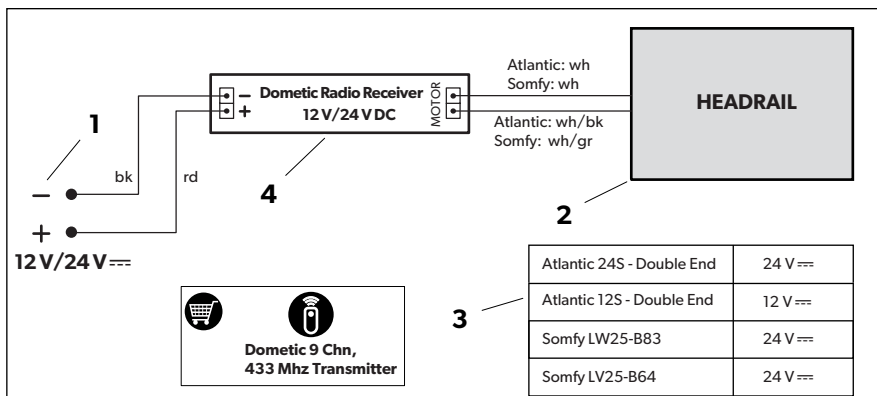 Atlantic: wh
Somfy: wh
Dometic Radio Receiver
12 V/24 V DC
MOTOR
− 
+
Atlantic: wh/bk
Somfy: wh/gr
HEADRAIL
1
−
+
bk
rd
12 V/24 V ⎓
4
2
3
Atlantic 24S - Double End 24 V ⎓
Atlantic 12S - Double End 12 V ⎓
Somfy LW25-B83 24 V ⎓
Somfy LV25-B64 24 V ⎓
Dometic 9 Chn,
433 Mhz Transmitter